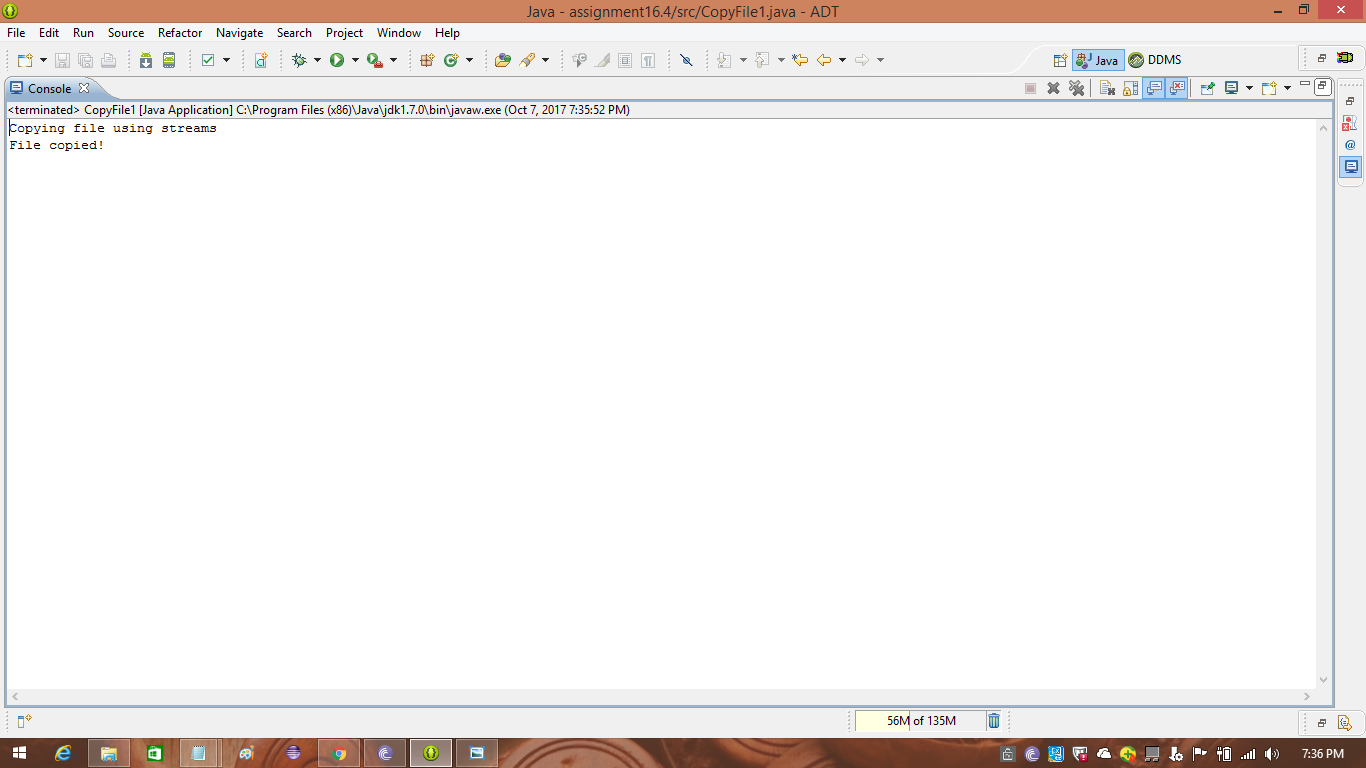 Java - assignment16.4/src/CopyFile1.java - ADT
File Edit Run Source Refactor Navigate Search Project Window Help
Java DDMS
Console
<terminated> CopyFile1 [Java Application] C:\Program Files (x86)\Java\jdk1.7.0\bin\javaw.exe (Oct 7, 2017 7:35:52 PM)
Copying file using streams
File copied!
56M of 135M
7:36 PM